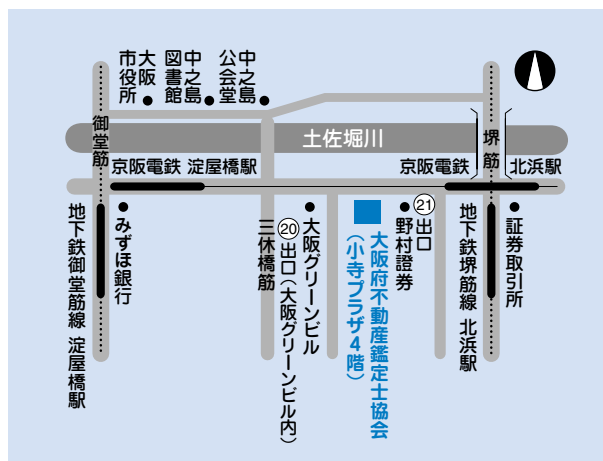 大阪
市役所
中之島
図書館
中之島
公会堂
御堂筋
土佐堀川
堺筋
京阪電鉄 淀屋橋駅
京阪電鉄
北浜駅
地下鉄御堂筋線 淀屋橋駅
みずほ銀行
三休橋筋
⑳出口(大阪グリーンビル内)
大阪グリーンビル
大阪府不動産鑑定士協会
(小寺プラザ4階)
㉑出口
野村證券
地下鉄堺筋線 北浜駅
証券取引所